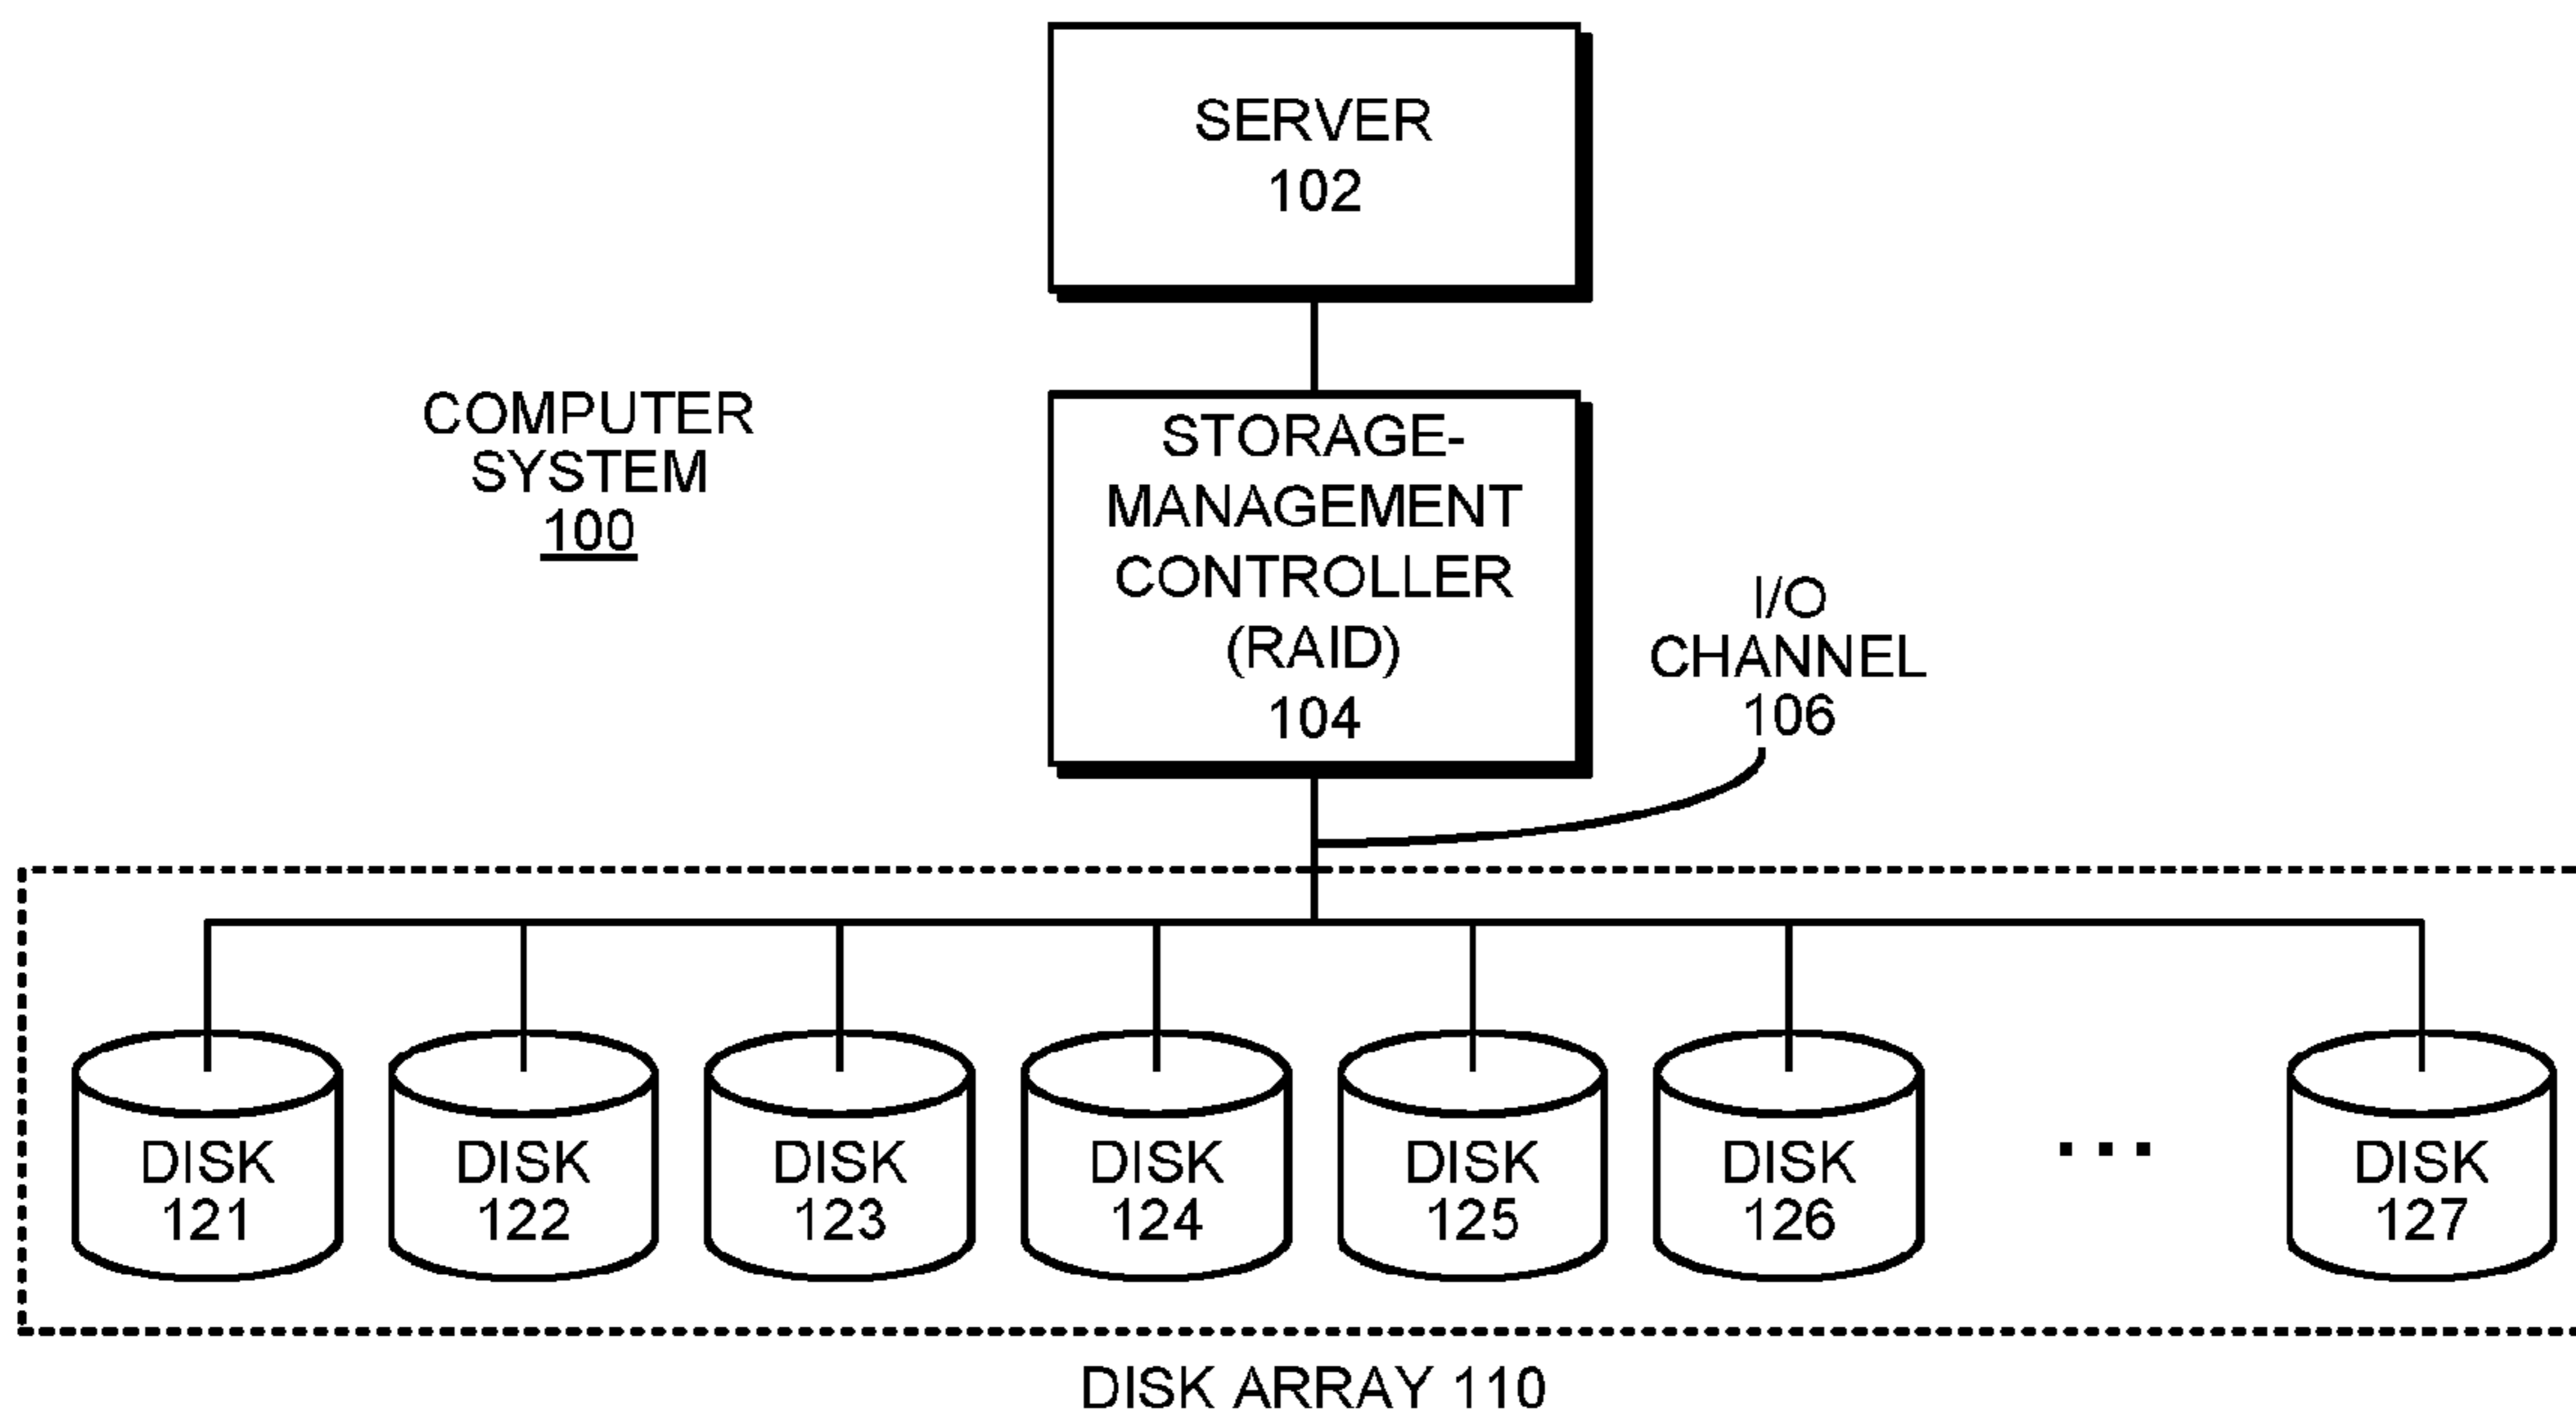 SERVER
102
COMPUTER
SYSTEM
100
STORAGE-
MANAGEMENT
CONTROLLER
(RAID)
104
I/O
CHANNEL
106
DISK
121
DISK
122
DISK
123
DISK
124
DISK
125
DISK
126
...
DISK
127
DISK ARRAY 110